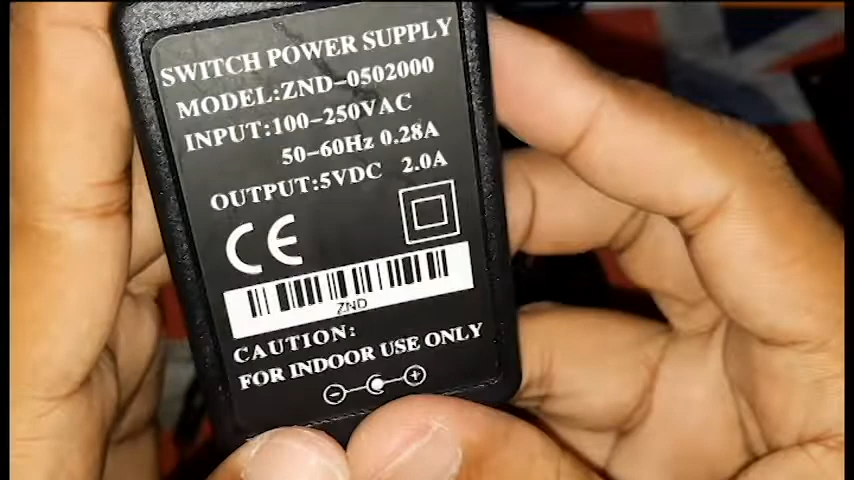 SWITCH POWER SUPPLY
MODEL:ZND-0502000
INPUT:100-250VAC
50-60Hz 0.28A
OUTPUT:5VDC 2.0A
CE
ZND
CAUTION:
FOR INDOOR USE ONLY
- +